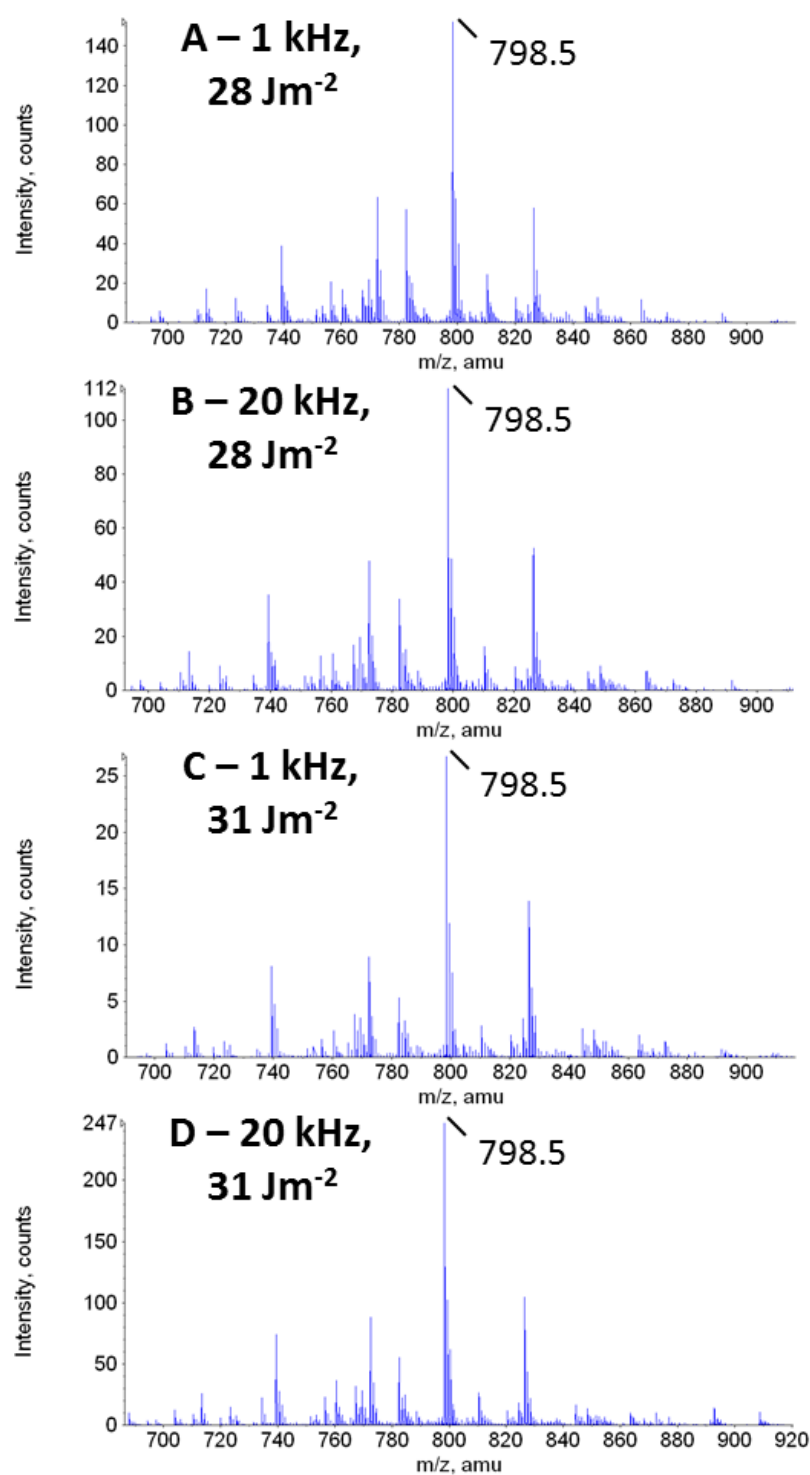 A – 1 kHz,
28 Jm-2
798.5
Intensity, counts
140
120
100
80
60
40
20
0
700 720 740 760 780 800 820 840 860 880 900
m/z, amu
B – 20 kHz,
28 Jm-2
798.5
Intensity, counts
112
100
80
60
40
20
0
700 720 740 760 780 800 820 840 860 880 900
m/z, amu
C – 1 kHz,
31 Jm-2
798.5
Intensity, counts
25
20
15
10
5
0
700 720 740 760 780 800 820 840 860 880 900
m/z, amu
D – 20 kHz,
31 Jm-2
798.5
Intensity, counts
247
200
150
100
50
0
700 720 740 760 780 800 820 840 860 880 900 920
m/z, amu